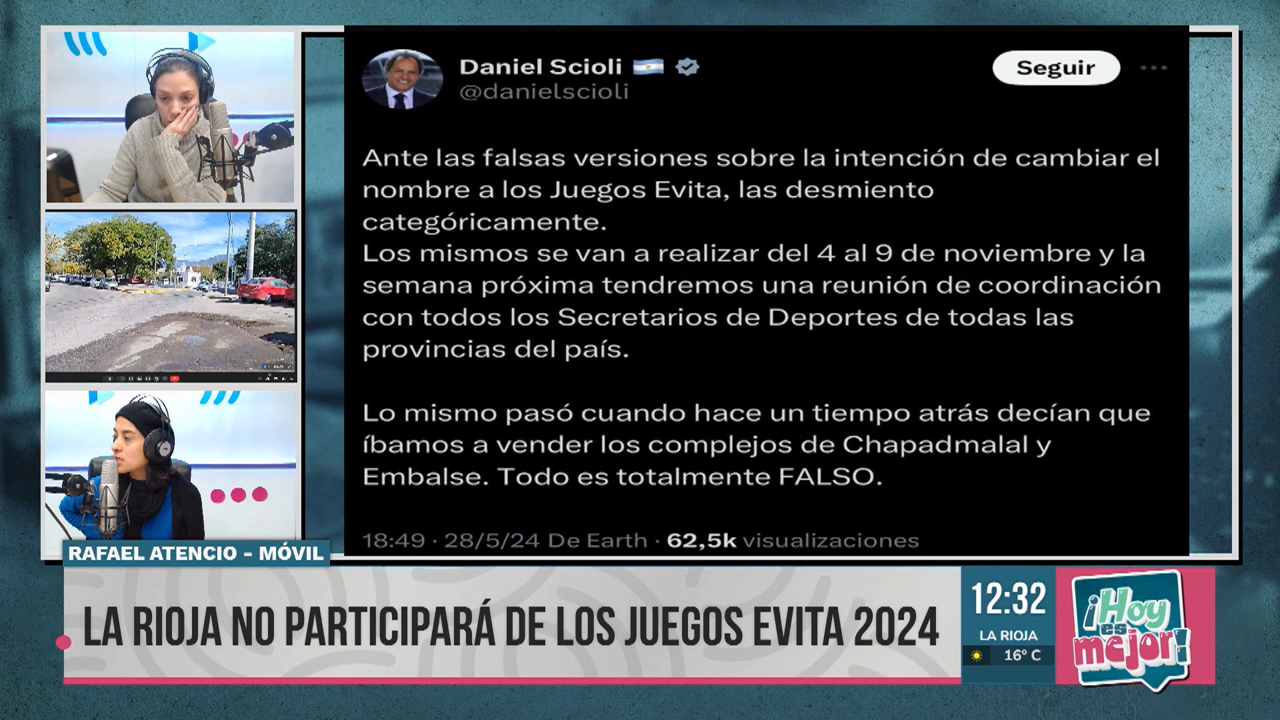 Daniel Scioli
@danielscioli
Seguir
Ante las falsas versiones sobre la intención de cambiar el
nombre a los Juegos Evita, las desmiento
categóricamente.
Los mismos se van a realizar del 4 al 9 de noviembre y la
semana próxima tendremos una reunión de coordinación
con todos los Secretarios de Deportes de todas las
provincias del país.
Lo mismo pasó cuando hace un tiempo atrás decían que
íbamos a vender los complejos de Chapadmalal y
Embalse. Todo es totalmente FALSO.
18:49 · 28/5/24 De Earth · 62,5k visualizaciones
RAFAEL ATENCIO - MÓVIL
LA RIOJA NO PARTICIPARÁ DE LOS JUEGOS EVITA 2024
12:32
LA RIOJA
16º C
¡Hoy
es
mejor!